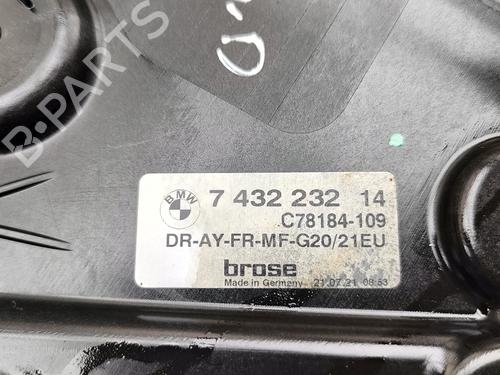 B-PARTS
BMW
7 432 232 14
C78184-109
DR-AY-FR-MF-G20/21EU
brose
Made in Germany 21.07.21 08:53